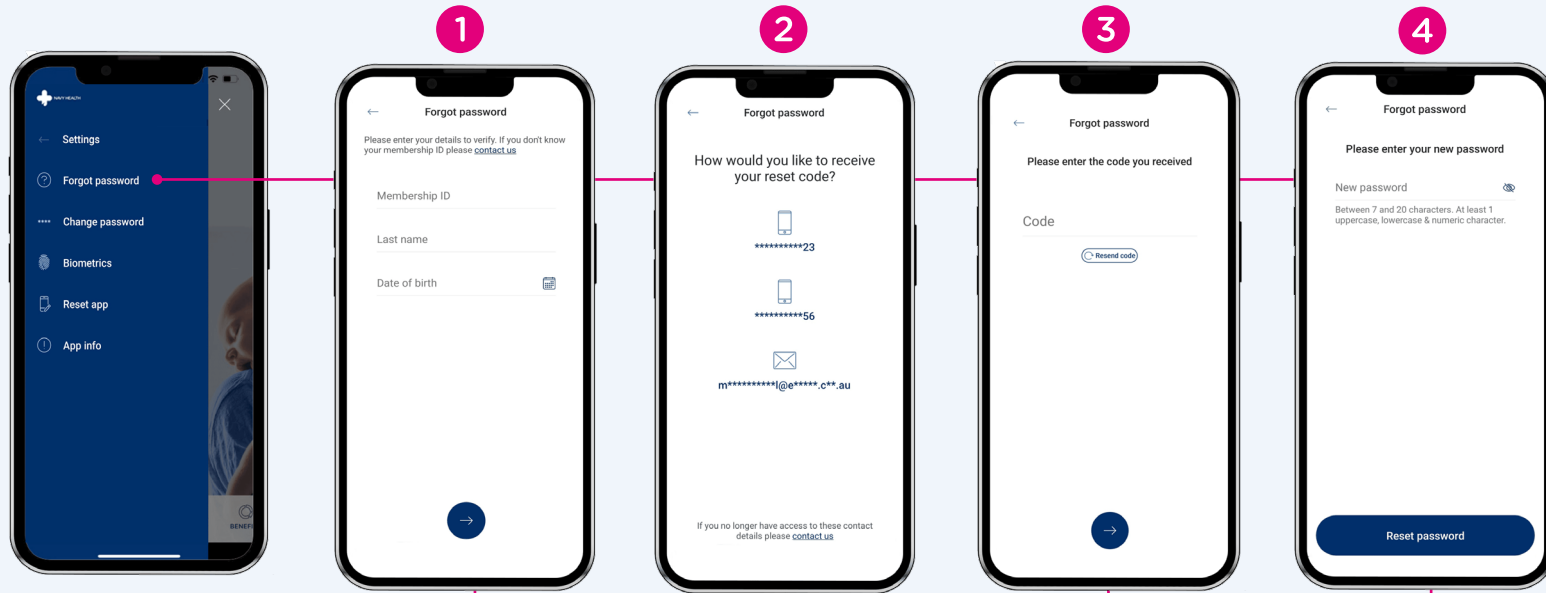 1
2
3
4
NAVY HEALTH
Settings
Forgot password
Change password
Biometrics
Reset app
App info
Forgot password
Please enter your details to verify. If you don't know
your membership ID please contact us
Membership ID
Last name
Date of birth
Forgot password
How would you like to receive
your reset code?
**********23
**********56
m**********l@e*****.c**.au
If you no longer have access to these contact
details please contact us
Forgot password
Please enter the code you received
Code
Resend code
Forgot password
Please enter your new password
New password
Between 7 and 20 characters. At least 1
uppercase, lowercase & numeric character.
Reset password